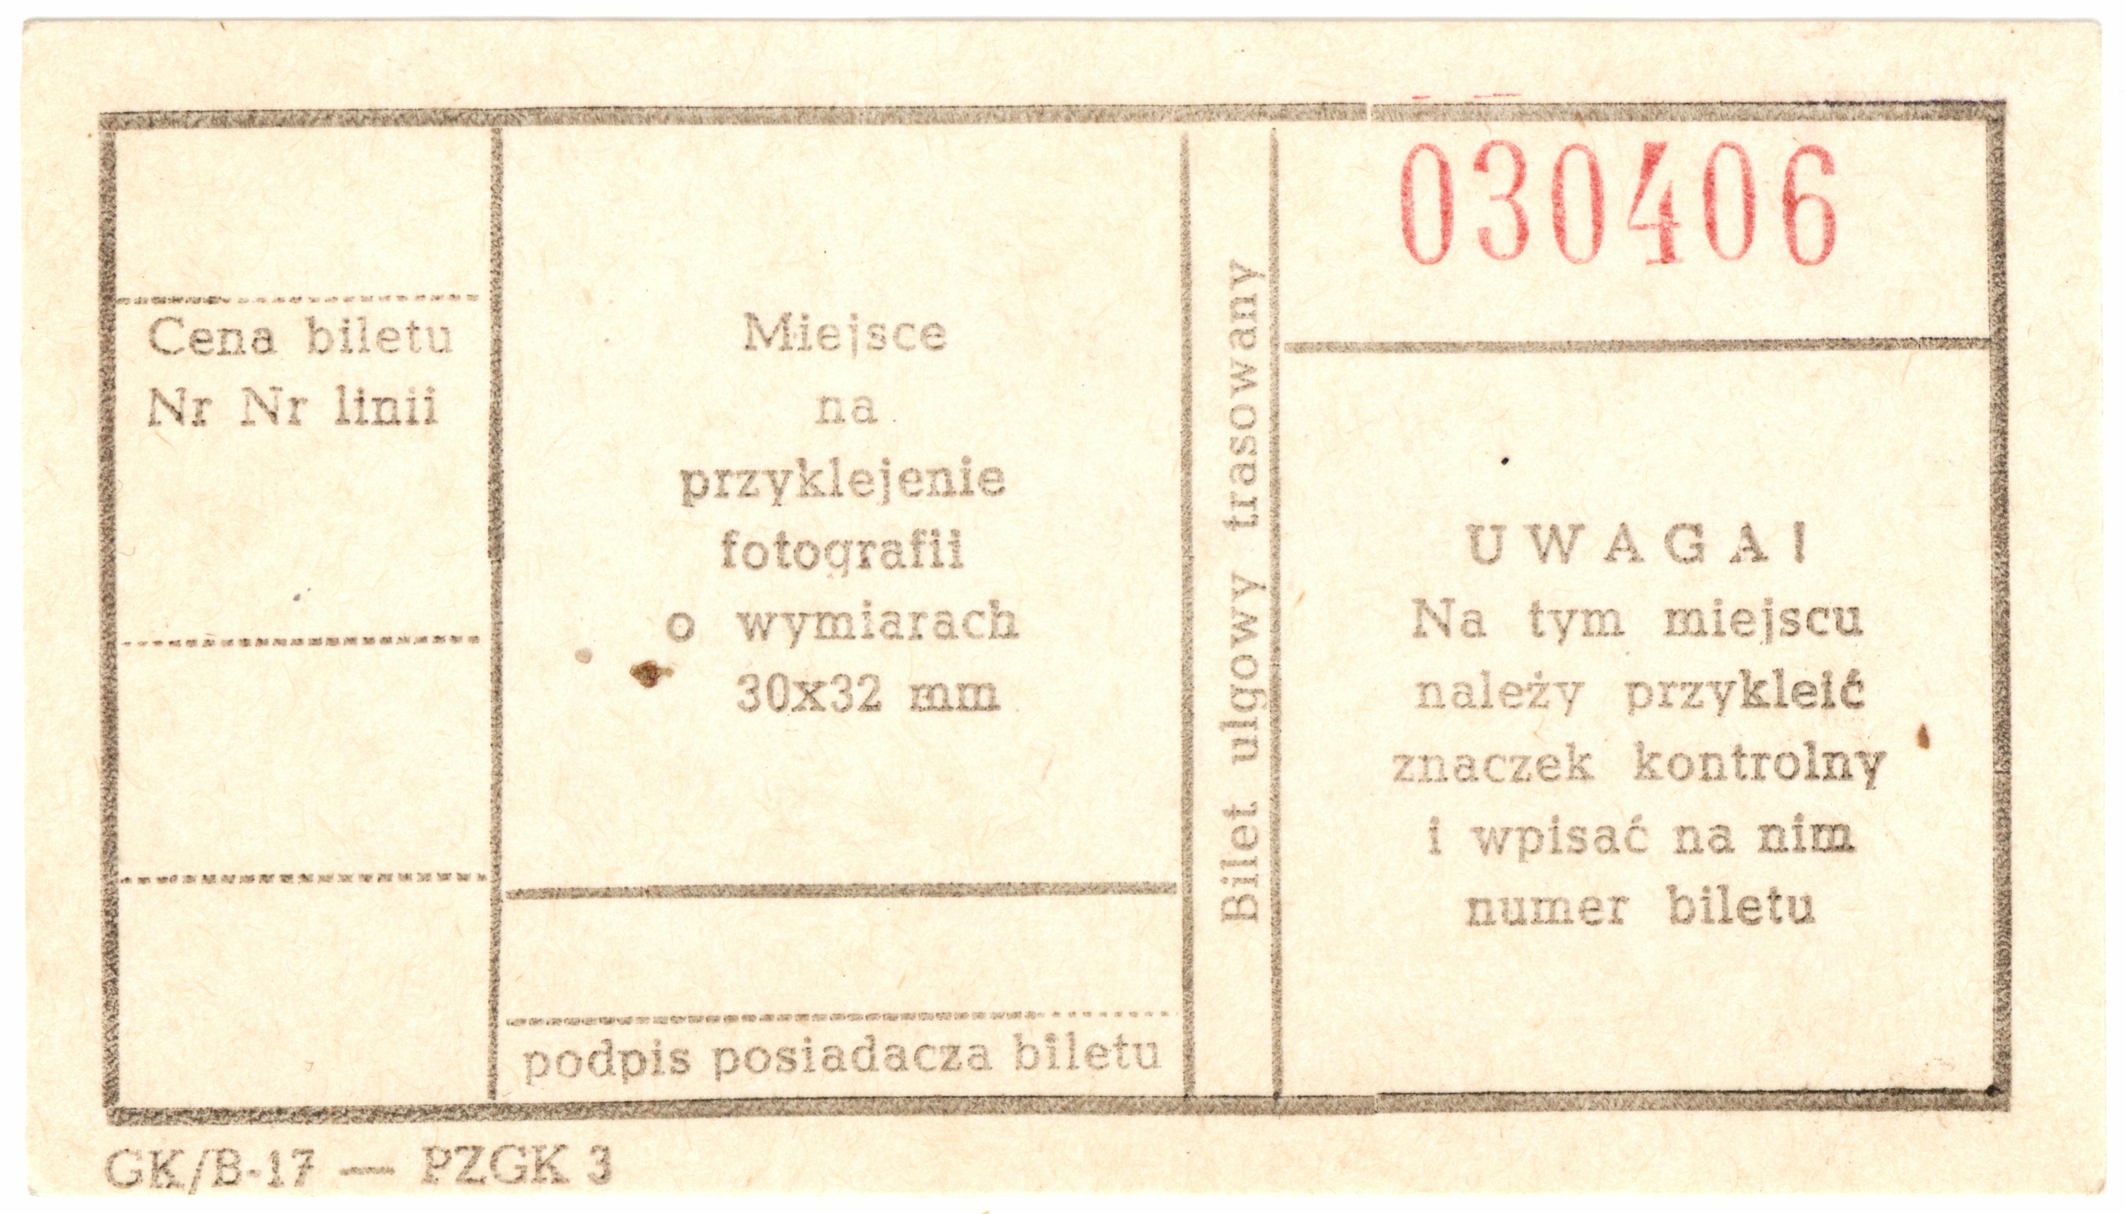 Cena biletu
Nr Nr linii
Miejsce
na
przyklejenie
fotografii
o wymiarach
30x32 mm
podpis posiadacza biletu
Bilet ulgowy trasowany
030406
UWAGA!
Na tym miejscu
należy przykleić
znaczek kontrolny
i wpisać na nim
numer biletu
GK/B-17 — PZGK 3